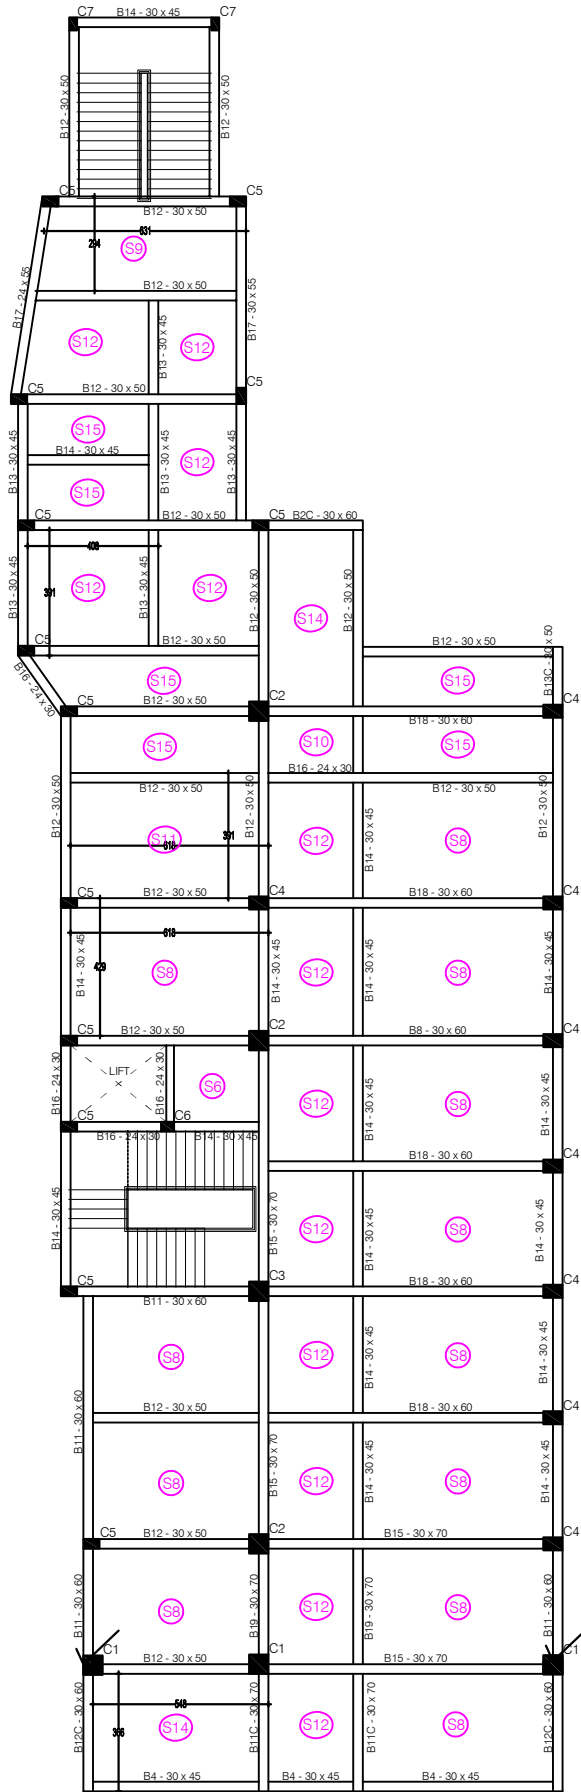 C7 B14 - 30 x 45 C7
B12 - 30 x 50 B12 - 30 x 50
C5 C5
B12 - 30 x 50
631
294
S9
B17 - 24 x 55 B12 - 30 x 50 B17 - 30 x 55
S12 B13 - 30 x 45 S12
B12 - 30 x 50
C5 C5
S15
B14 - 30 x 45
B13 - 30 x 45 B13 - 30 x 45 S12
S15
C5 B12 - 30 x 50 C5 B2C - 30 x 60
408
391
B13 - 30 x 45 S12 B13 - 30 x 45 S12 B12 - 30 x 50 S14 B12 - 30 x 50
C5 B12 - 30 x 50 B12 - 30 x 50
B16 - 24 x 30 S15 S15 B13C - 30 x 50
C5 B12 - 30 x 50 C2 B18 - 30 x 60 C4
S15 S10 S15
B16 - 24 x 30
B12 - 30 x 50 B12 - 30 x 50 B12 - 30 x 50 B12 - 30 x 50 B12 - 30 x 50
391
S11 S12 B14 - 30 x 45 S8
618
C5 B12 - 30 x 50 C4 B18 - 30 x 60 C4
618
429
B14 - 30 x 45 S8 B14 - 30 x 45 S12 B14 - 30 x 45 S8 B14 - 30 x 45
C5 B12 - 30 x 50 C2 B8 - 30 x 60 C4
B16 - 24 x 30 LIFT B16 - 24 x 30 S6 S12 B14 - 30 x 45 S8 B14 - 30 x 45
C5 C6
B16 - 24 x 30 B14 - 30 x 45 B18 - 30 x 60 C4
B14 - 30 x 45 B15 - 30 x 70 S12 B14 - 30 x 45 S8 B14 - 30 x 45
C5 B11 - 30 x 60 C3 B18 - 30 x 60 C4
S8 S12 B14 - 30 x 45 S8 B14 - 30 x 45
B11 - 30 x 60 B12 - 30 x 50 B18 - 30 x 60 C4
S8 B15 - 30 x 70 S12 B14 - 30 x 45 S8 B14 - 30 x 45
C5 B12 - 30 x 50 C2 B15 - 30 x 70 C4
B11 - 30 x 60 S8 B19 - 30 x 70 S12 B19 - 30 x 70 S8 B11 - 30 x 60
C1 B12 - 30 x 50 C1 B15 - 30 x 70 C1
548
366
B12C - 30 x 60 S14 B11C - 30 x 70 S12 B11C - 30 x 70 S8 B12C - 30 x 60
B4 - 30 x 45 B4 - 30 x 45 B4 - 30 x 45